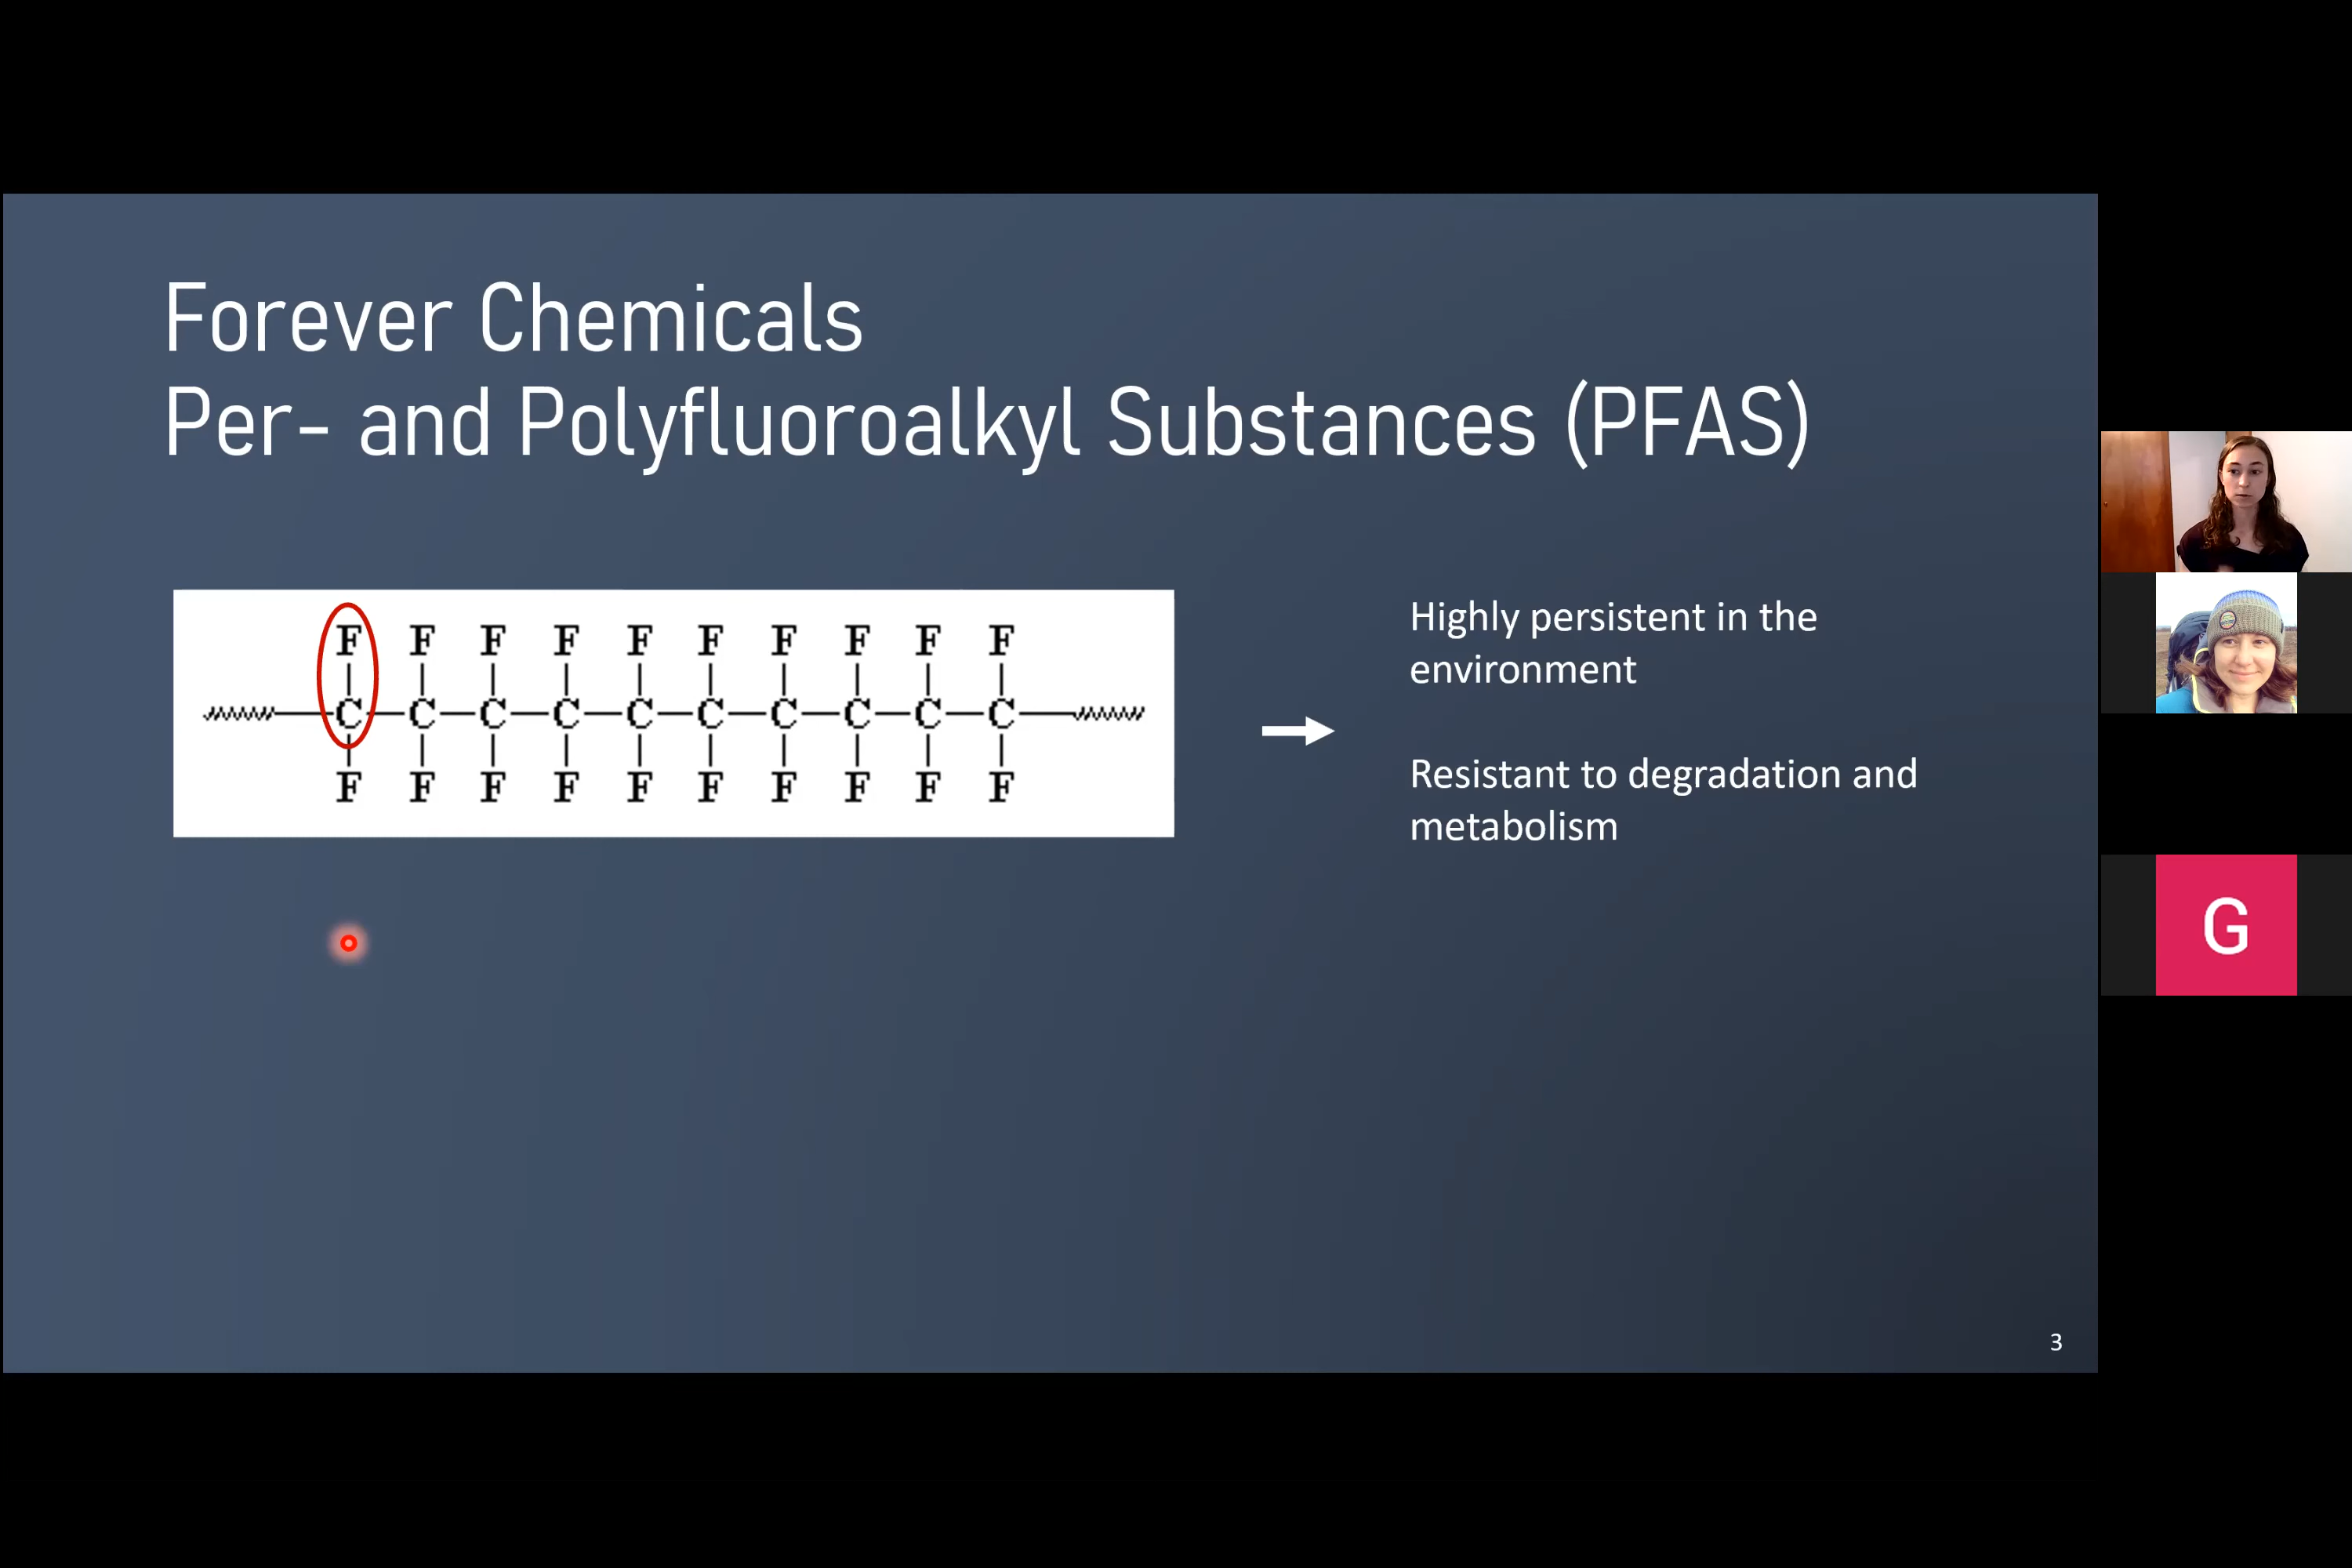 Forever Chemicals
Per- and Polyfluoroalkyl Substances (PFAS)
F F F F F F F F F F
C C C C C C C C C C
F F F F F F F F F F
Highly persistent in the
environment
Resistant to degradation and
metabolism
G
3